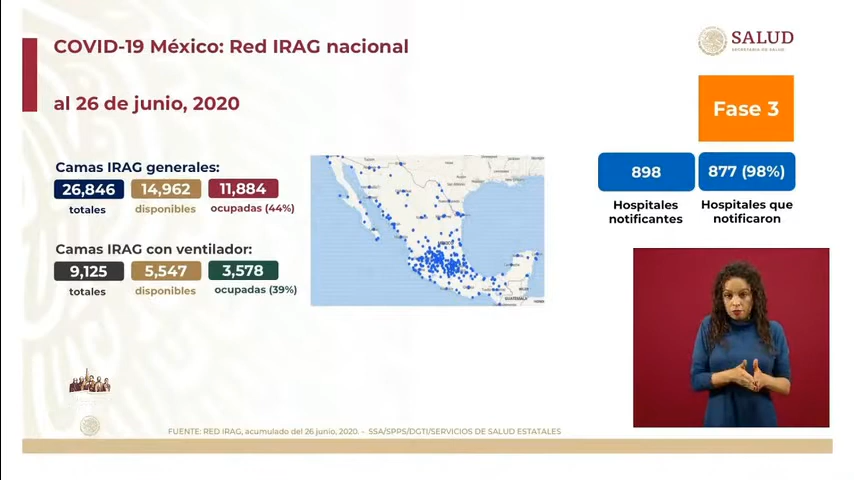 COVID-19 México: Red IRAG nacional
al 26 de junio, 2020
SALUD
SECRETARÍA DE SALUD
Fase 3
Camas IRAG generales:
26,846 14,962 11,884
totales disponibles ocupadas (44%)
Camas IRAG con ventilador:
9,125 5,547 3,578
totales disponibles ocupadas (39%)
MÉXICO
GUATEMALA
898 877 (98%)
Hospitales notificantes
Hospitales que notificaron
FUENTE: RED IRAG, acumulado del 26 junio, 2020. – SSA/SPPS/DGTI/SERVICIOS DE SALUD ESTATALES